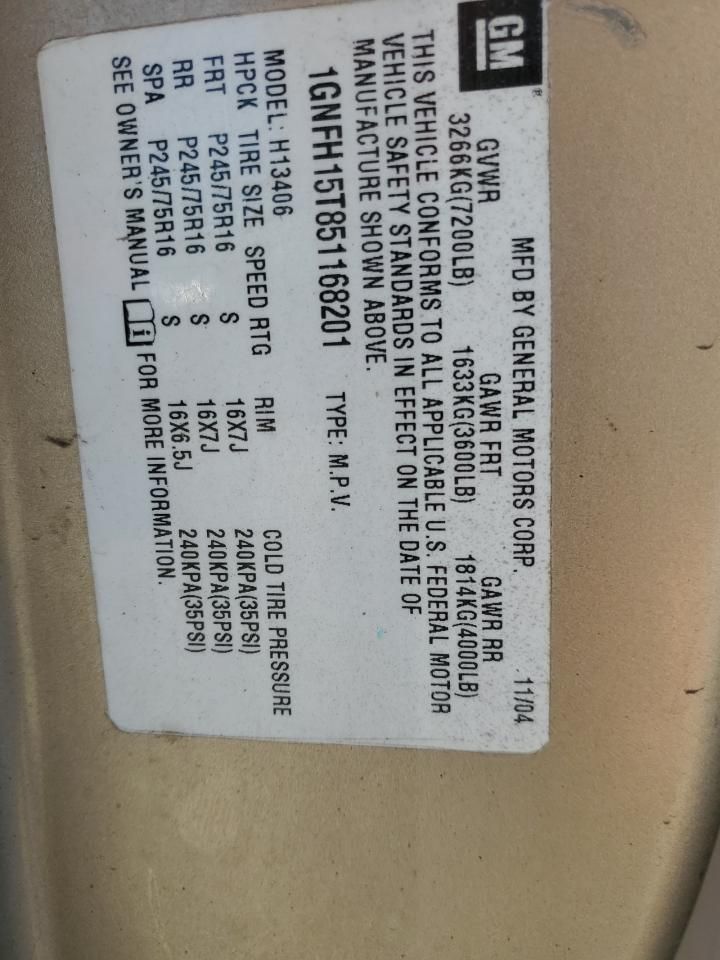 GM ®
MFD BY GENERAL MOTORS CORP. 11/04
GVWR GAWR FRT GAWR RR
3266KG(7200LB) 1633KG(3600LB) 1814KG(4000LB)
THIS VEHICLE CONFORMS TO ALL APPLICABLE U.S. FEDERAL MOTOR
VEHICLE SAFETY STANDARDS IN EFFECT ON THE DATE OF
MANUFACTURE SHOWN ABOVE.
1GNFH15T851168201 TYPE: M.P.V.
MODEL: H13406
HPCK TIRE SIZE SPEED RTG RIM COLD TIRE PRESSURE
FRT P245/75R16 S 16X7J 240KPA(35PSI)
RR P245/75R16 S 16X7J 240KPA(35PSI)
SPA P245/75R16 S 16X6.5J 240KPA(35PSI)
SEE OWNER'S MANUAL i FOR MORE INFORMATION.